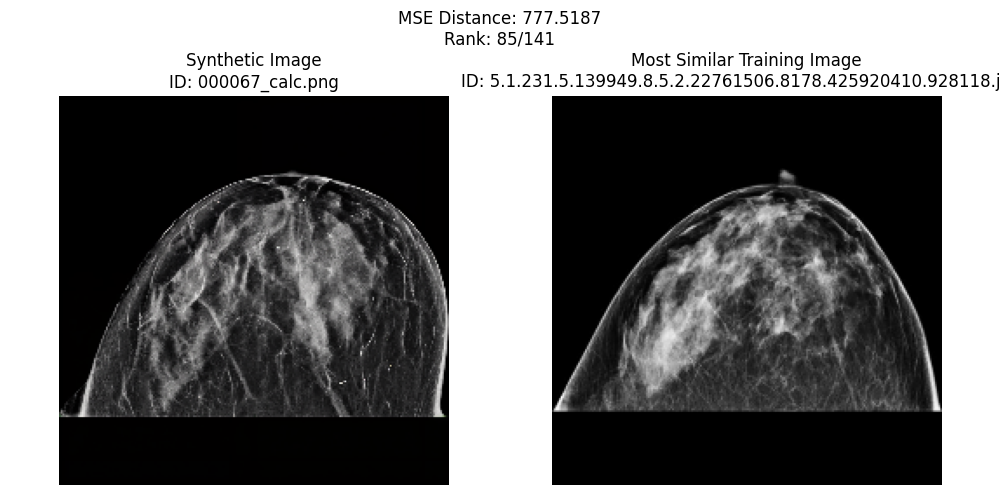 MSE Distance: 777.5187
Rank: 85/141
Synthetic Image
ID: 000067_calc.png
Most Similar Training Image
ID: 5.1.231.5.139949.8.5.2.22761506.8178.425920410.928118.j